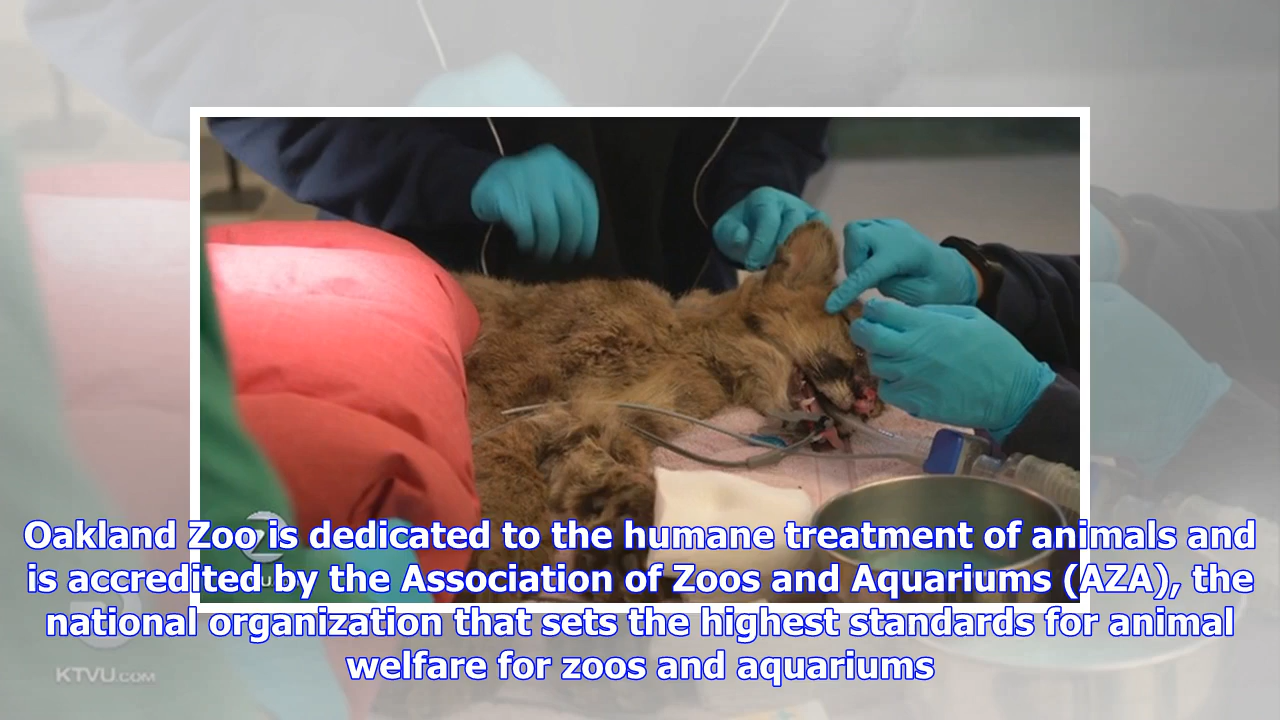 Oakland Zoo is dedicated to the humane treatment of animals and
is accredited by the Association of Zoos and Aquariums (AZA), the
national organization that sets the highest standards for animal
welfare for zoos and aquariums
KTVU.COM